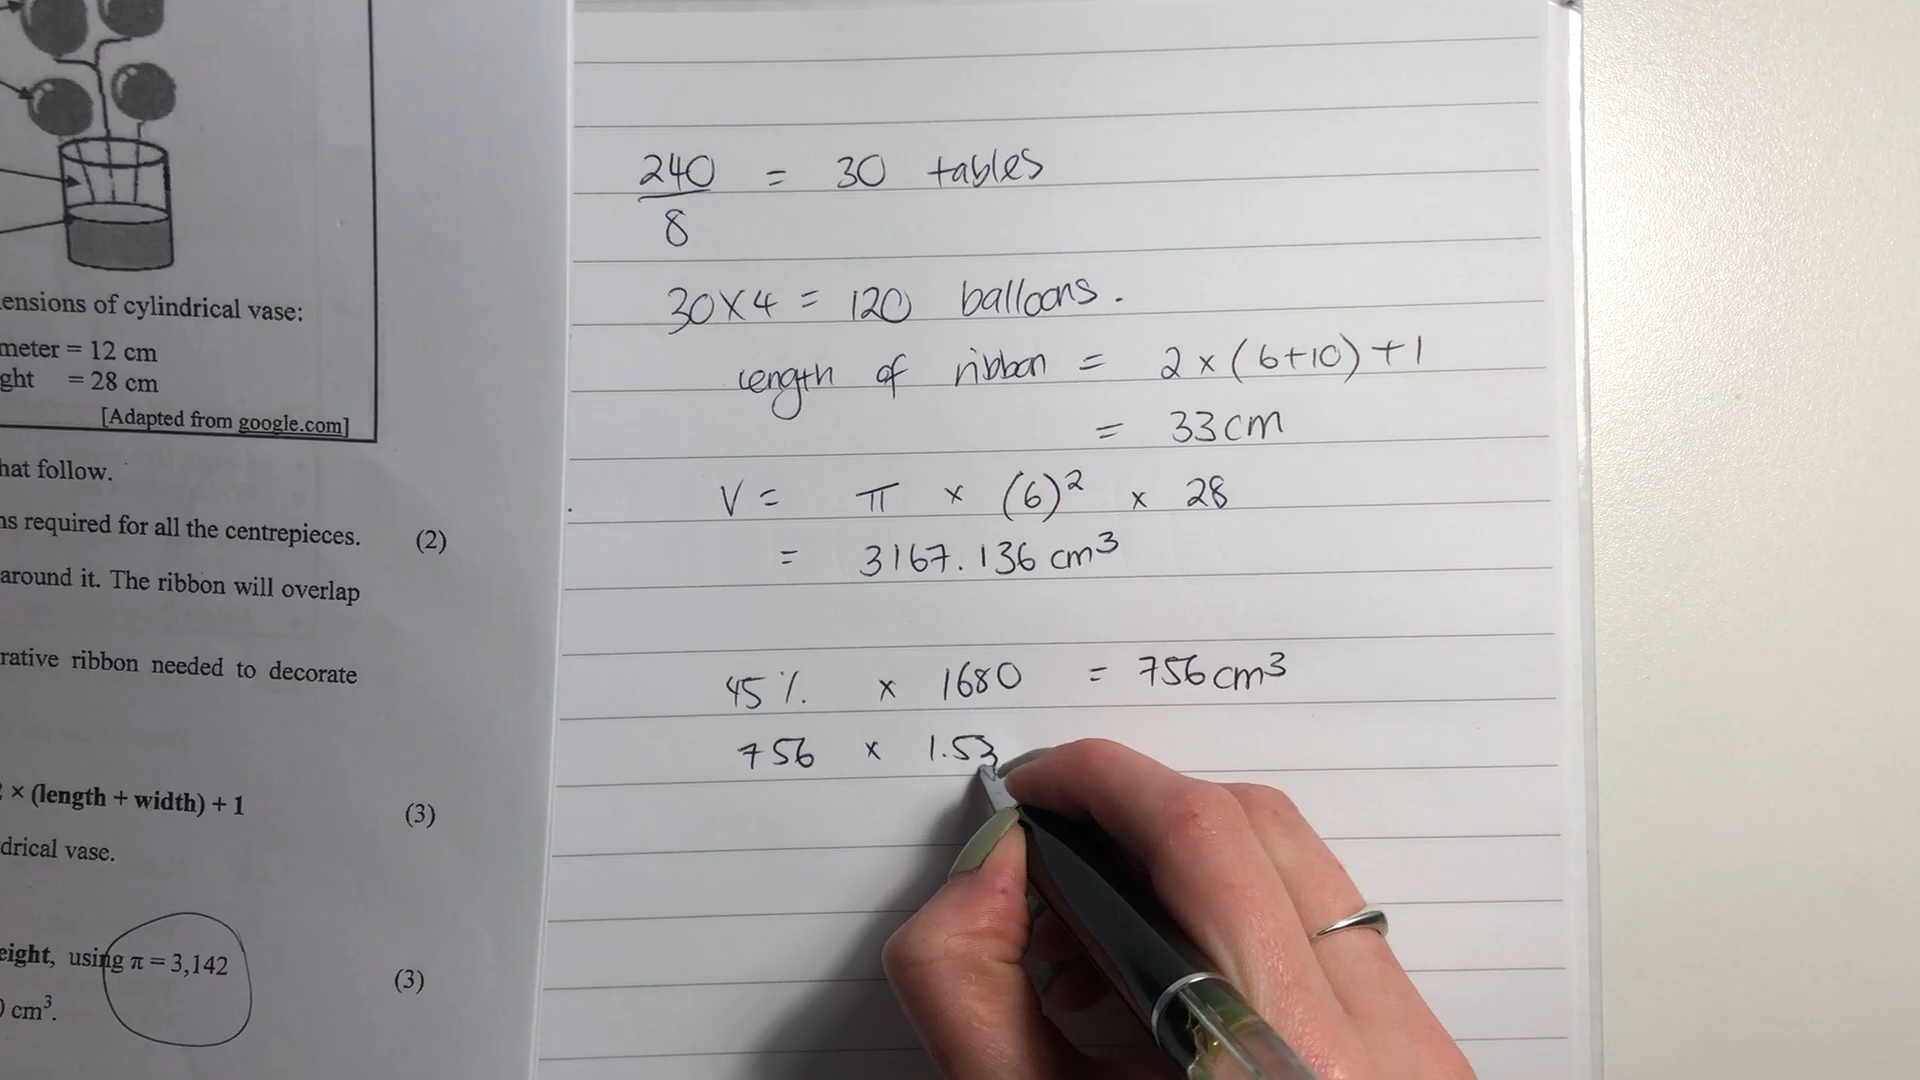 ensions of cylindrical vase:
meter = 12 cm
ght = 28 cm
[Adapted from google.com]
hat follow.
ns required for all the centrepieces. (2)
around it. The ribbon will overlap
rative ribbon needed to decorate
× (length + width) + 1 (3)
drical vase.
eight, using π = 3,142 (3)
cm³.
240 = 30 tables
8
30×4 = 120 balloons.
length of ribbon = 2 × (6+10) + 1
= 33cm
V = π × (6)² × 28
= 3167.136 cm³
45% × 1680 = 756cm³
756 × 1.53